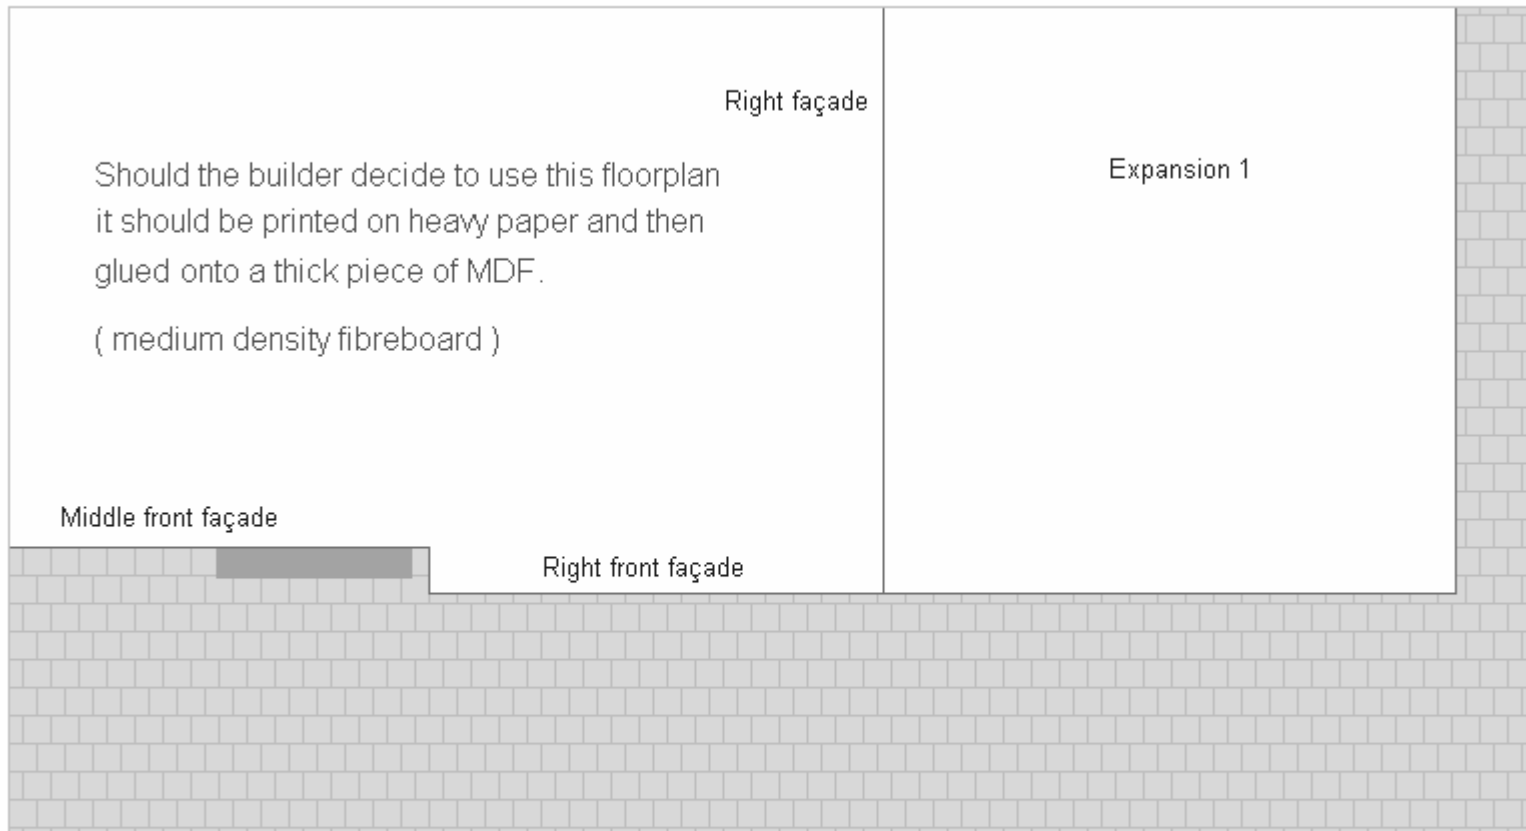 Right façade
Expansion 1
Should the builder decide to use this floorplan
it should be printed on heavy paper and then
glued onto a thick piece of MDF.
( medium density fibreboard )
Middle front façade
Right front façade